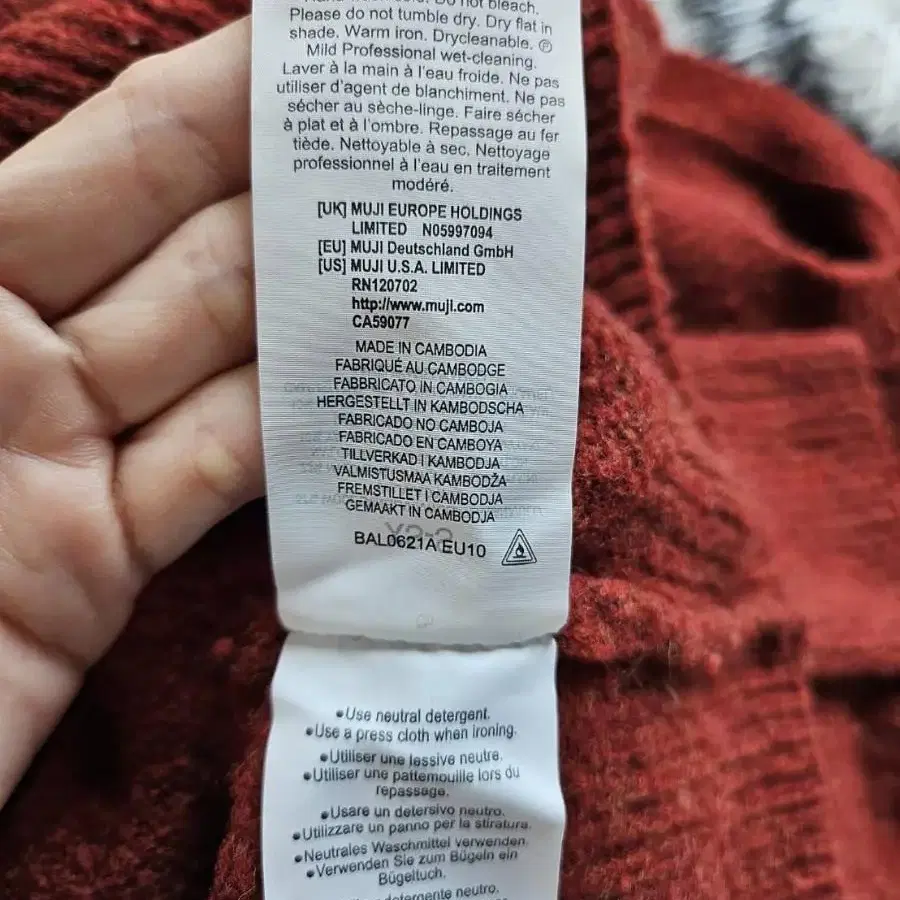 Do not bleach.
Please do not tumble dry. Dry flat in
shade. Warm iron. Drycleanable. Ⓟ
Mild Professional wet-cleaning.
Laver à la main à l'eau froide. Ne pas
utiliser d'agent de blanchiment. Ne pas
sécher au sèche-linge. Faire sécher
à plat et à l'ombre. Repassage au fer
tiède. Nettoyable à sec. Nettoyage
professionnel à l'eau en traitement
modéré.
[UK] MUJI EUROPE HOLDINGS
LIMITED N05997094
[EU] MUJI Deutschland GmbH
[US] MUJI U.S.A. LIMITED
RN120702
http://www.muji.com
CA59077
MADE IN CAMBODIA
FABRIQUÉ AU CAMBODGE
FABBRICATO IN CAMBOGIA
HERGESTELLT IN KAMBODSCHA
FABRICADO NO CAMBOJA
FABRICADO EN CAMBOYA
TILLVERKAD I KAMBODJA
VALMISTUSMAA KAMBODŽA
FREMSTILLET I CAMBODJA
GEMAAKT IN CAMBODJA
BAL0621A EU10
•Use neutral detergent.
•Use a press cloth when ironing.
•Utiliser une lessive neutre.
•Utiliser une pattemouille lors du
repassage.
•Usare un detersivo neutro.
•Utilizzare un panno per la stiratura.
•Neutrales Waschmittel verwenden.
•Verwenden Sie zum Bügeln ein
Bügeltuch.
detergente neutro.